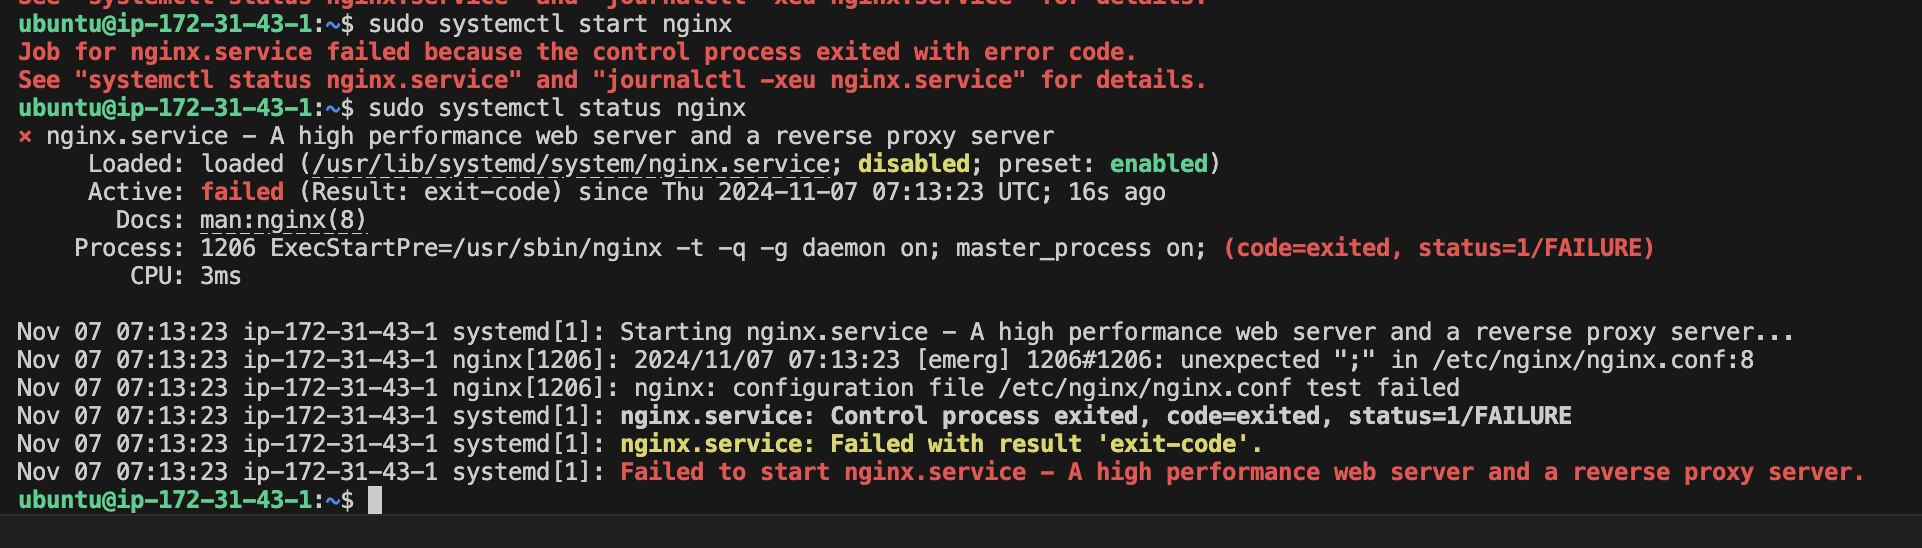 See "systemctl status nginx.service" and "journalctl -xeu nginx.service" for details.
ubuntu@ip-172-31-43-1:~$ sudo systemctl start nginx
Job for nginx.service failed because the control process exited with error code.
See "systemctl status nginx.service" and "journalctl -xeu nginx.service" for details.
ubuntu@ip-172-31-43-1:~$ sudo systemctl status nginx
× nginx.service - A high performance web server and a reverse proxy server
     Loaded: loaded (/usr/lib/systemd/system/nginx.service; disabled; preset: enabled)
     Active: failed (Result: exit-code) since Thu 2024-11-07 07:13:23 UTC; 16s ago
       Docs: man:nginx(8)
    Process: 1206 ExecStartPre=/usr/sbin/nginx -t -q -g daemon on; master_process on; (code=exited, status=1/FAILURE)
        CPU: 3ms

Nov 07 07:13:23 ip-172-31-43-1 systemd[1]: Starting nginx.service - A high performance web server and a reverse proxy server...
Nov 07 07:13:23 ip-172-31-43-1 nginx[1206]: 2024/11/07 07:13:23 [emerg] 1206#1206: unexpected ";" in /etc/nginx/nginx.conf:8
Nov 07 07:13:23 ip-172-31-43-1 nginx[1206]: nginx: configuration file /etc/nginx/nginx.conf test failed
Nov 07 07:13:23 ip-172-31-43-1 systemd[1]: nginx.service: Control process exited, code=exited, status=1/FAILURE
Nov 07 07:13:23 ip-172-31-43-1 systemd[1]: nginx.service: Failed with result 'exit-code'.
Nov 07 07:13:23 ip-172-31-43-1 systemd[1]: Failed to start nginx.service - A high performance web server and a reverse proxy server.
ubuntu@ip-172-31-43-1:~$